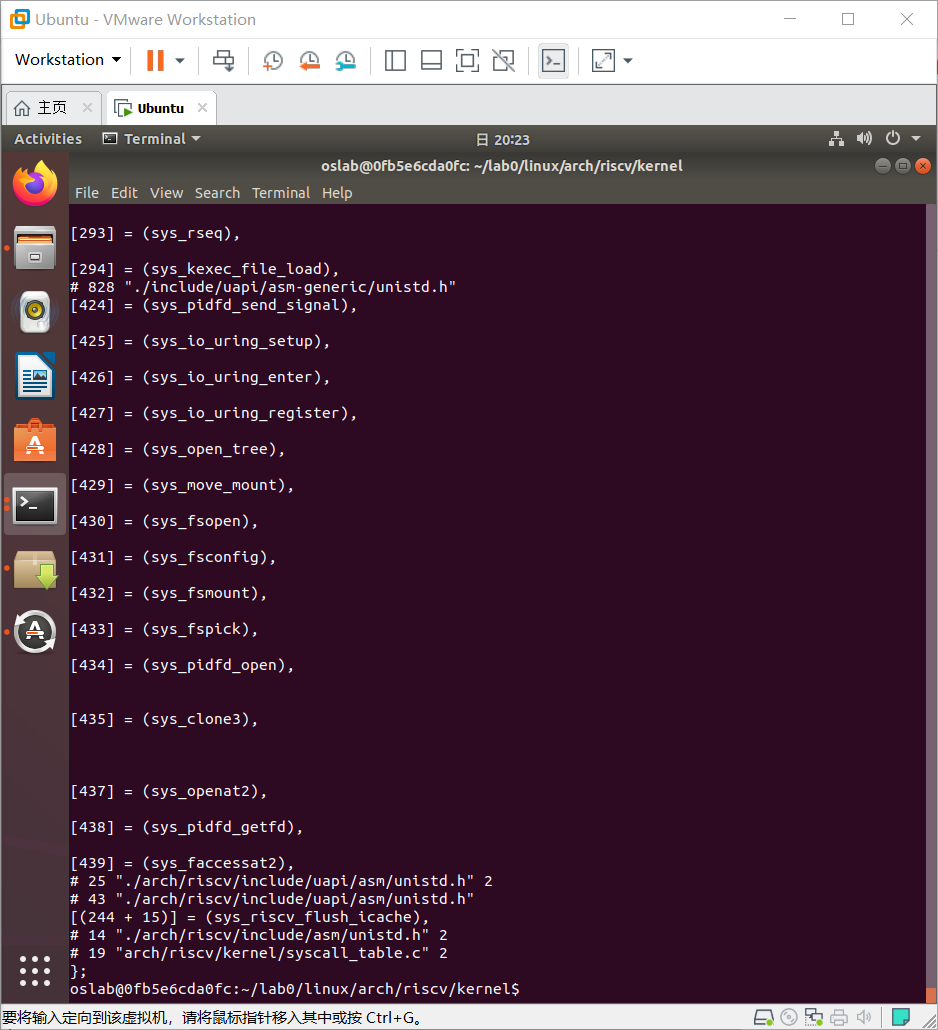 Ubuntu - VMware Workstation
Workstation
主页
Ubuntu
Activities
Terminal
日 20:23
oslab@0fb5e6cda0fc: ~/lab0/linux/arch/riscv/kernel
File Edit View Search Terminal Help
[293] = (sys_rseq),
[294] = (sys_kexec_file_load),
# 828 "./include/uapi/asm-generic/unistd.h"
[424] = (sys_pidfd_send_signal),
[425] = (sys_io_uring_setup),
[426] = (sys_io_uring_enter),
[427] = (sys_io_uring_register),
[428] = (sys_open_tree),
[429] = (sys_move_mount),
[430] = (sys_fsopen),
[431] = (sys_fsconfig),
[432] = (sys_fsmount),
[433] = (sys_fspick),
[434] = (sys_pidfd_open),
[435] = (sys_clone3),
[437] = (sys_openat2),
[438] = (sys_pidfd_getfd),
[439] = (sys_faccessat2),
# 25 "./arch/riscv/include/uapi/asm/unistd.h" 2
# 43 "./arch/riscv/include/uapi/asm/unistd.h"
[(244 + 15)] = (sys_riscv_flush_icache),
# 14 "./arch/riscv/include/asm/unistd.h" 2
# 19 "arch/riscv/kernel/syscall_table.c" 2
};
oslab@0fb5e6cda0fc:~/lab0/linux/arch/riscv/kernel$
要将输入定向到该虚拟机，请将鼠标指针移入其中或按 Ctrl+G。